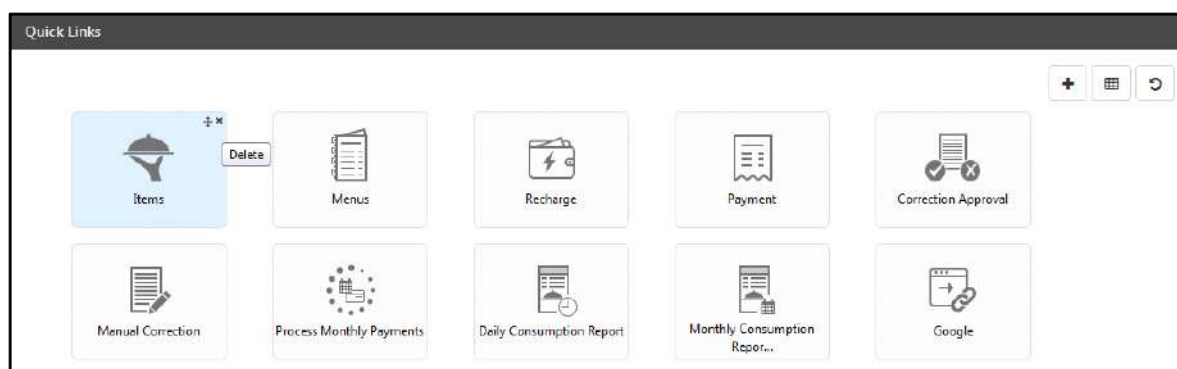 Quick Links
Delete
Items
Menus
Recharge
Payment
Correction Approval
Manual Correction
Process Monthly Payments
Daily Consumption Report
Monthly Consumption
Repor...
Google